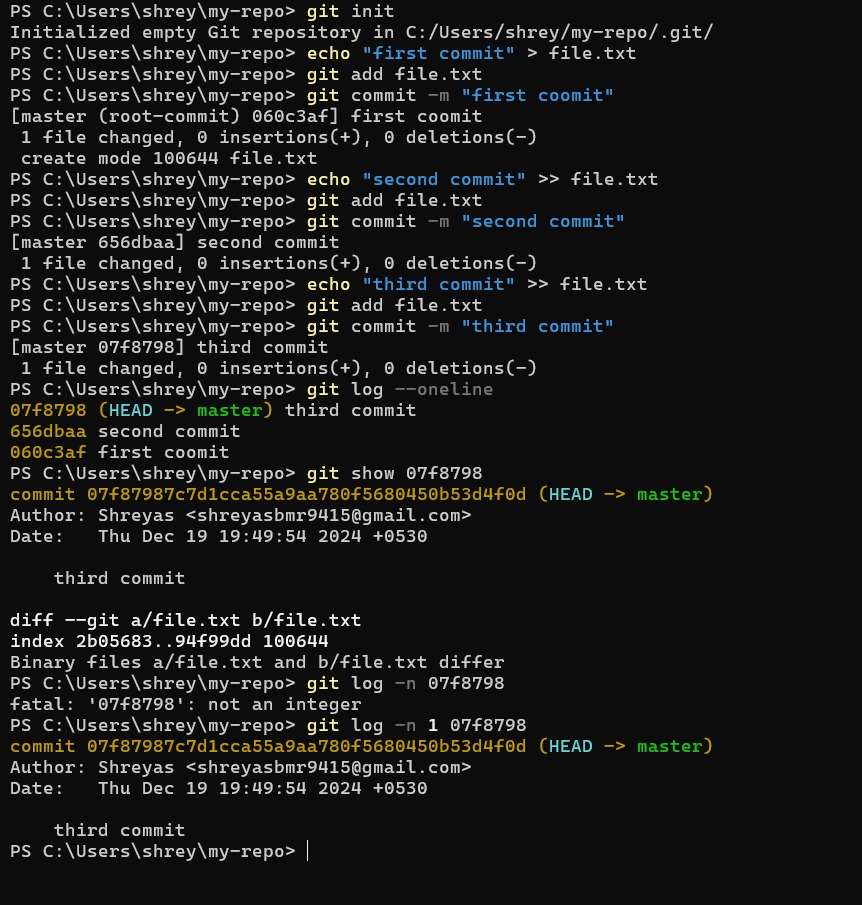 PS C:\Users\shrey\my-repo> git init
Initialized empty Git repository in C:/Users/shrey/my-repo/.git/
PS C:\Users\shrey\my-repo> echo "first commit" > file.txt
PS C:\Users\shrey\my-repo> git add file.txt
PS C:\Users\shrey\my-repo> git commit -m "first coomit"
[master (root-commit) 060c3af] first coomit
 1 file changed, 0 insertions(+), 0 deletions(-)
 create mode 100644 file.txt
PS C:\Users\shrey\my-repo> echo "second commit" >> file.txt
PS C:\Users\shrey\my-repo> git add file.txt
PS C:\Users\shrey\my-repo> git commit -m "second commit"
[master 656dbaa] second commit
 1 file changed, 0 insertions(+), 0 deletions(-)
PS C:\Users\shrey\my-repo> echo "third commit" >> file.txt
PS C:\Users\shrey\my-repo> git add file.txt
PS C:\Users\shrey\my-repo> git commit -m "third commit"
[master 07f8798] third commit
 1 file changed, 0 insertions(+), 0 deletions(-)
PS C:\Users\shrey\my-repo> git log --oneline
07f8798 (HEAD -> master) third commit
656dbaa second commit
060c3af first coomit
PS C:\Users\shrey\my-repo> git show 07f8798
commit 07f87987c7d1cca55a9aa780f5680450b53d4f0d (HEAD -> master)
Author: Shreyas <shreyasbmr9415@gmail.com>
Date:   Thu Dec 19 19:49:54 2024 +0530

    third commit

diff --git a/file.txt b/file.txt
index 2b05683..94f99dd 100644
Binary files a/file.txt and b/file.txt differ
PS C:\Users\shrey\my-repo> git log -n 07f8798
fatal: '07f8798': not an integer
PS C:\Users\shrey\my-repo> git log -n 1 07f8798
commit 07f87987c7d1cca55a9aa780f5680450b53d4f0d (HEAD -> master)
Author: Shreyas <shreyasbmr9415@gmail.com>
Date:   Thu Dec 19 19:49:54 2024 +0530

    third commit
PS C:\Users\shrey\my-repo>